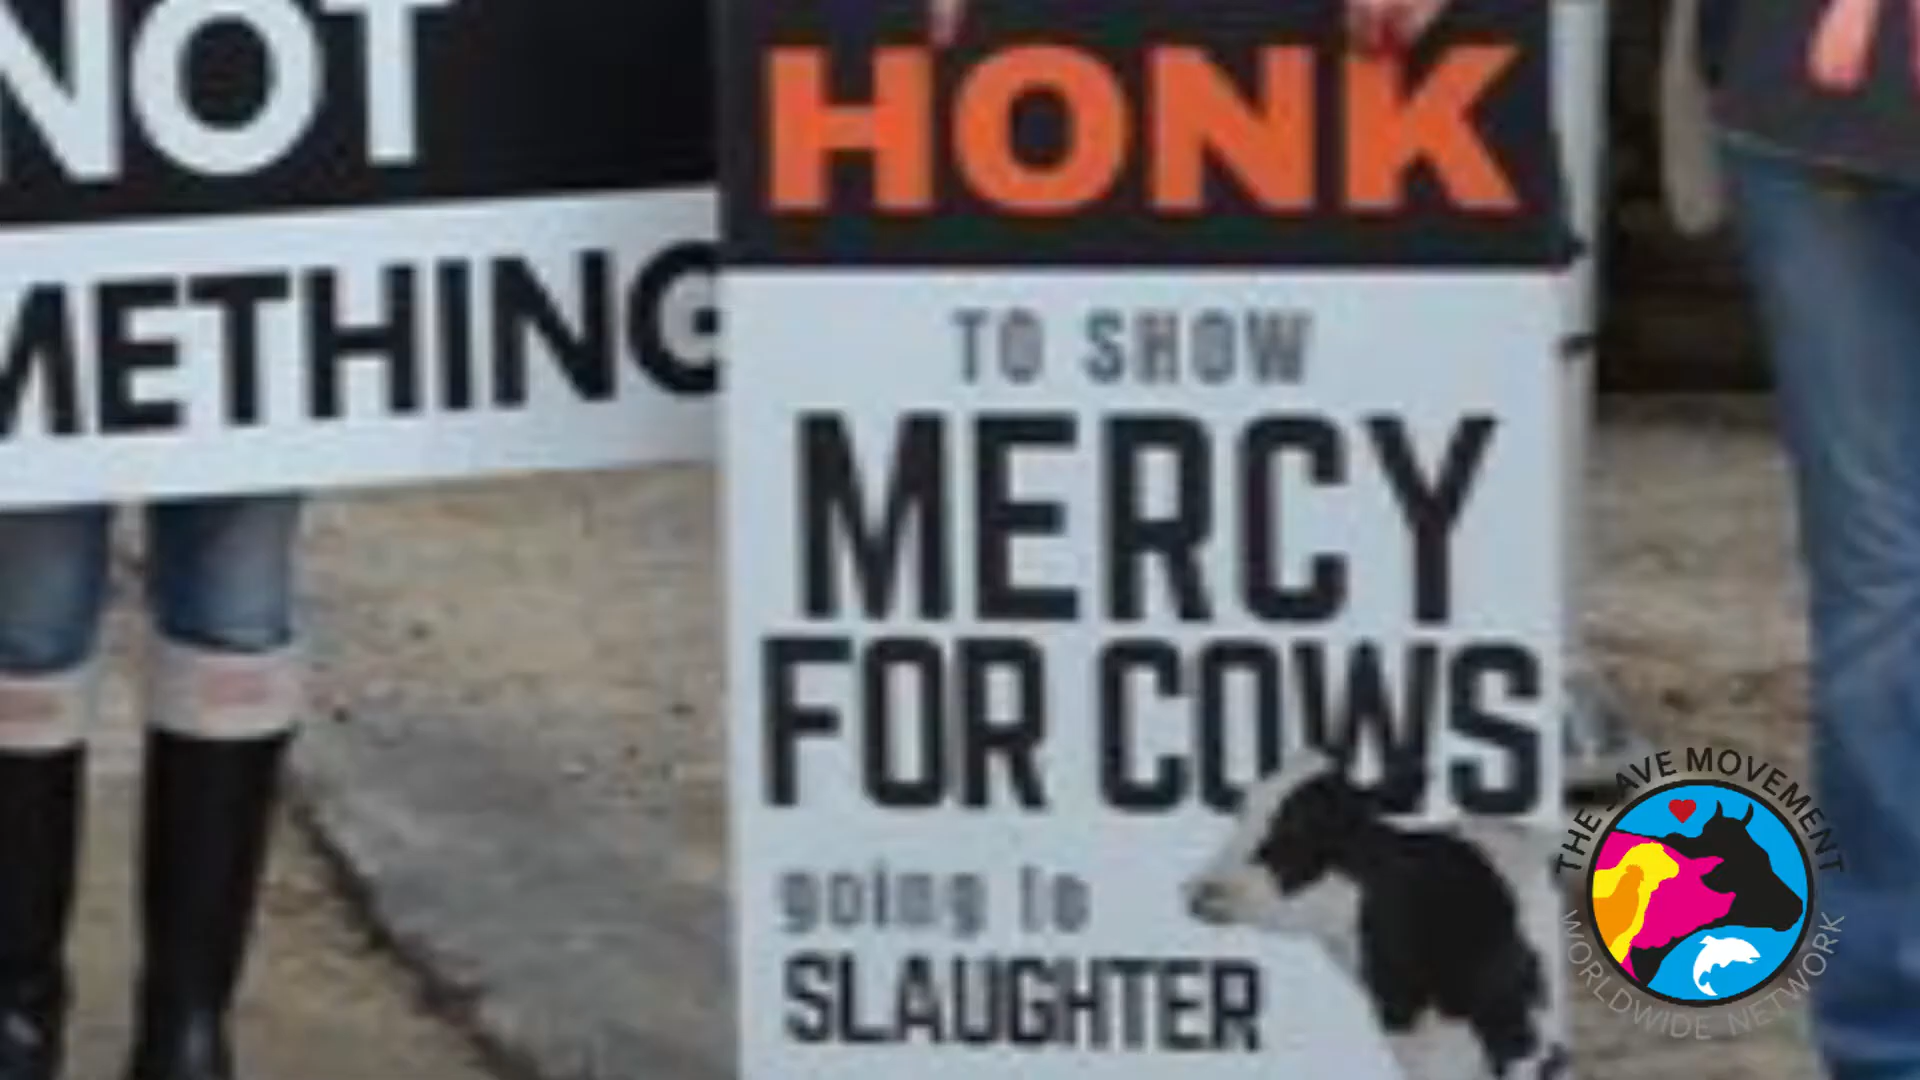 NOT
METHING
HONK
TO SHOW
MERCY
FOR COWS
going to
SLAUGHTER
THE SAVE MOVEMENT
WORLDWIDE NETWORK